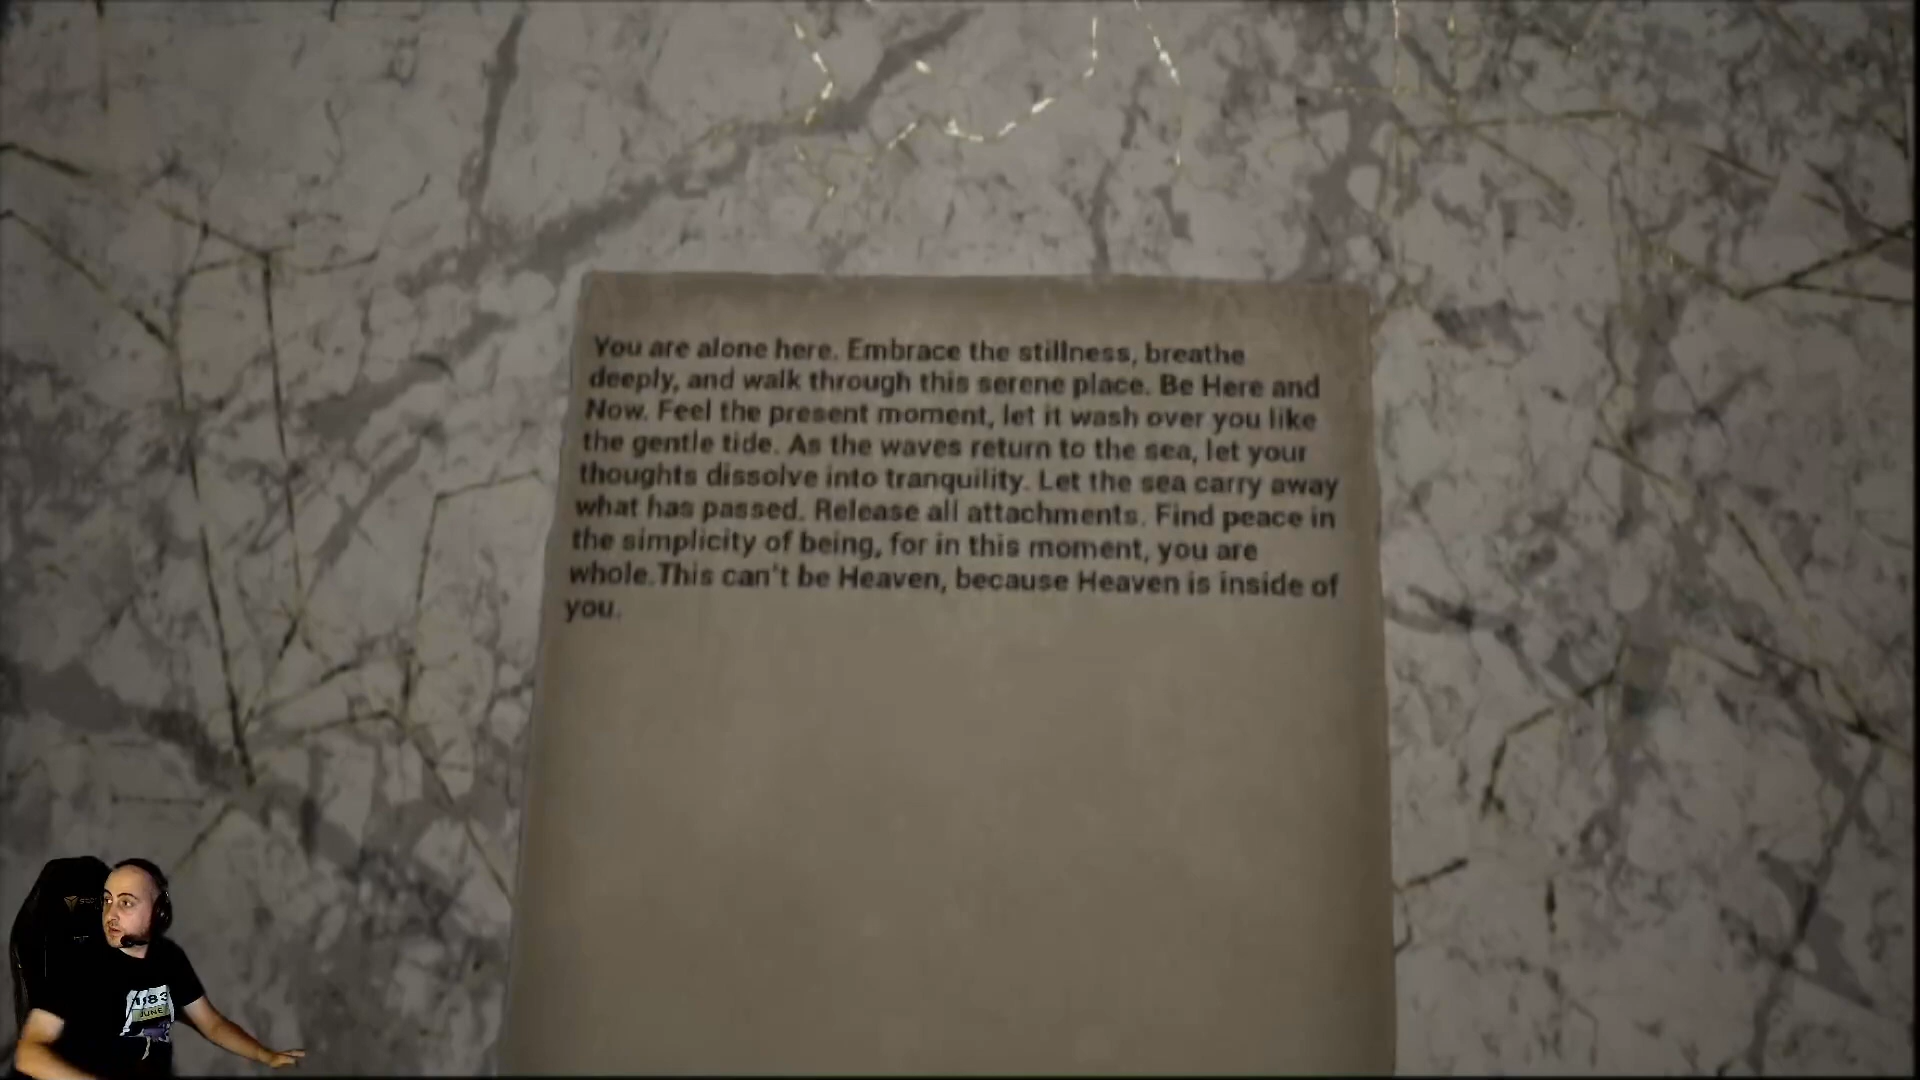 You are alone here. Embrace the stillness, breathe
deeply, and walk through this serene place. Be Here and
Now. Feel the present moment, let it wash over you like
the gentle tide. As the waves return to the sea, let your
thoughts dissolve into tranquility. Let the sea carry away
what has passed. Release all attachments. Find peace in
the simplicity of being, for in this moment, you are
whole.This can't be Heaven, because Heaven is inside of
you.
JUNE